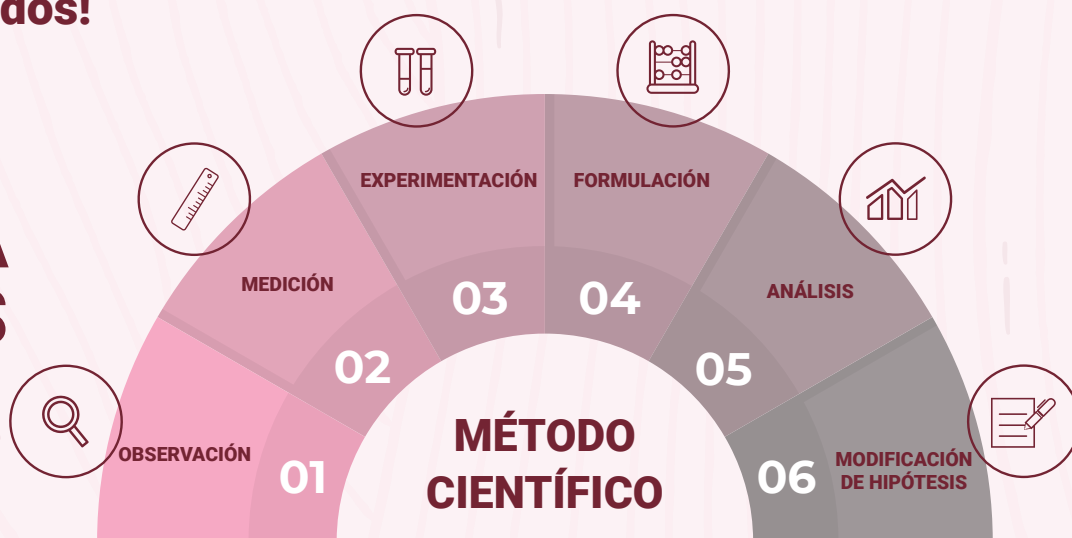 dos!
A
S
EXPERIMENTACIÓN
FORMULACIÓN
MEDICIÓN
ANÁLISIS
03
04
02
05
OBSERVACIÓN
01
MÉTODO
CIENTÍFICO
06
MODIFICACIÓN
DE HIPÓTESIS